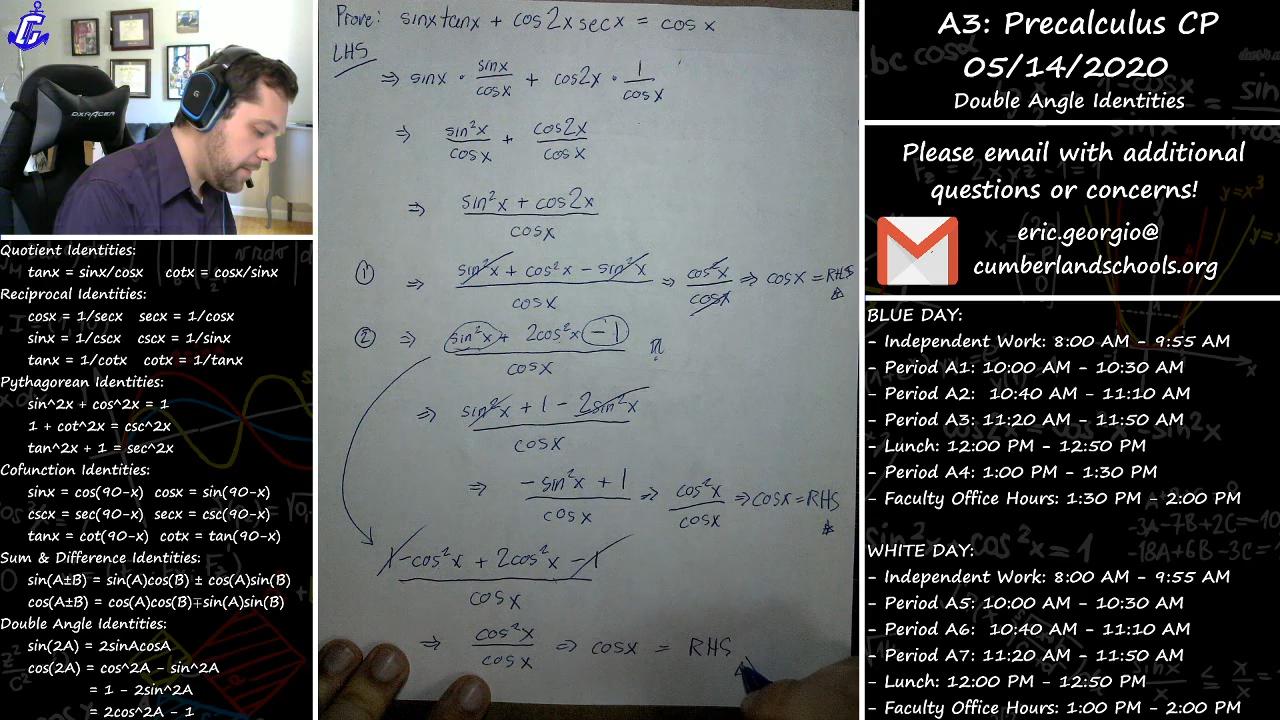 C
DXRACER
G
Prove: sinxtanx + cos2xsecx = cosx
LHS
⇒ sinx · sinx/cosx + cos2x · 1/cosx
⇒ sin²x/cosx + cos2x/cosx
⇒ sin²x + cos2x/cosx
① ⇒ sin²x + cos²x - sin²x/cosx ⇒ cos²x/cosx ⇒ cosx = RHS
② ⇒ sin²x + 2cos²x - 1/cosx
⇒ sin²x + 1 - 2sin²x/cosx
⇒ -sin²x + 1/cosx ⇒ cos²x/cosx ⇒ cosx = RHS
1 - cos²x + 2cos²x - 1/cosx
⇒ cos²x/cosx ⇒ cosx = RHS
Quotient Identities:
tanx = sinx/cosx cotx = cosx/sinx
Reciprocal Identities:
cosx = 1/secx secx = 1/cosx
sinx = 1/cscx cscx = 1/sinx
tanx = 1/cotx cotx = 1/tanx
Pythagorean Identities:
sin^2x + cos^2x = 1
1 + cot^2x = csc^2x
tan^2x + 1 = sec^2x
Cofunction Identities:
sinx = cos(90-x) cosx = sin(90-x)
cscx = sec(90-x) secx = csc(90-x)
tanx = cot(90-x) cotx = tan(90-x)
Sum & Difference Identities:
sin(A±B) = sin(A)cos(B) ± cos(A)sin(B)
cos(A±B) = cos(A)cos(B)∓sin(A)sin(B)
Double Angle Identities:
sin(2A) = 2sinAcosA
cos(2A) = cos^2A - sin^2A
= 1 - 2sin^2A
= 2cos^2A - 1
A3: Precalculus CP
05/14/2020
Double Angle Identities
Please email with additional
questions or concerns!
eric.georgio@
cumberlandschools.org
BLUE DAY:
- Independent Work: 8:00 AM - 9:55 AM
- Period A1: 10:00 AM - 10:30 AM
- Period A2: 10:40 AM - 11:10 AM
- Period A3: 11:20 AM - 11:50 AM
- Lunch: 12:00 PM - 12:50 PM
- Period A4: 1:00 PM - 1:30 PM
- Faculty Office Hours: 1:30 PM - 2:00 PM
WHITE DAY:
- Independent Work: 8:00 AM - 9:55 AM
- Period A5: 10:00 AM - 10:30 AM
- Period A6: 10:40 AM - 11:10 AM
- Period A7: 11:20 AM - 11:50 AM
- Lunch: 12:00 PM - 12:50 PM
- Faculty Office Hours: 1:00 PM - 2:00 PM